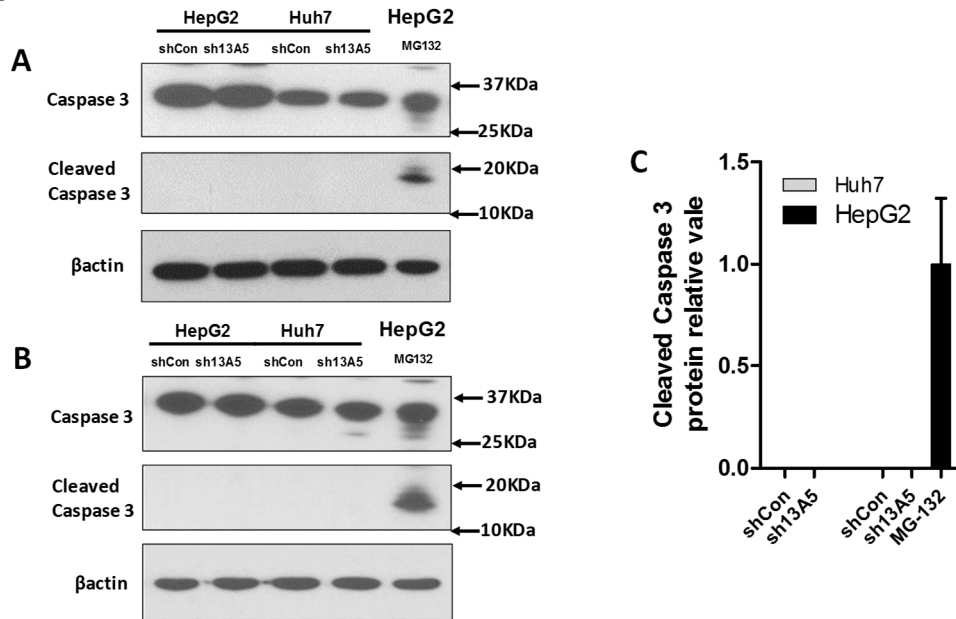 HepG2 Huh7 HepG2
shCon sh13A5 shCon sh13A5 MG132
A
Caspase 3
37KDa
25KDa
Cleaved
Caspase 3
20KDa
10KDa
βactin
HepG2 Huh7 HepG2
B
shCon sh13A5 shCon sh13A5 MG132
Caspase 3
37KDa
25KDa
Cleaved
Caspase 3
20KDa
10KDa
βactin
C
Cleaved Caspase 3
protein relative vale
1.5
1.0
0.5
0.0
Huh7
HepG2
shCon
sh13A5
shCon
sh13A5
MG-132